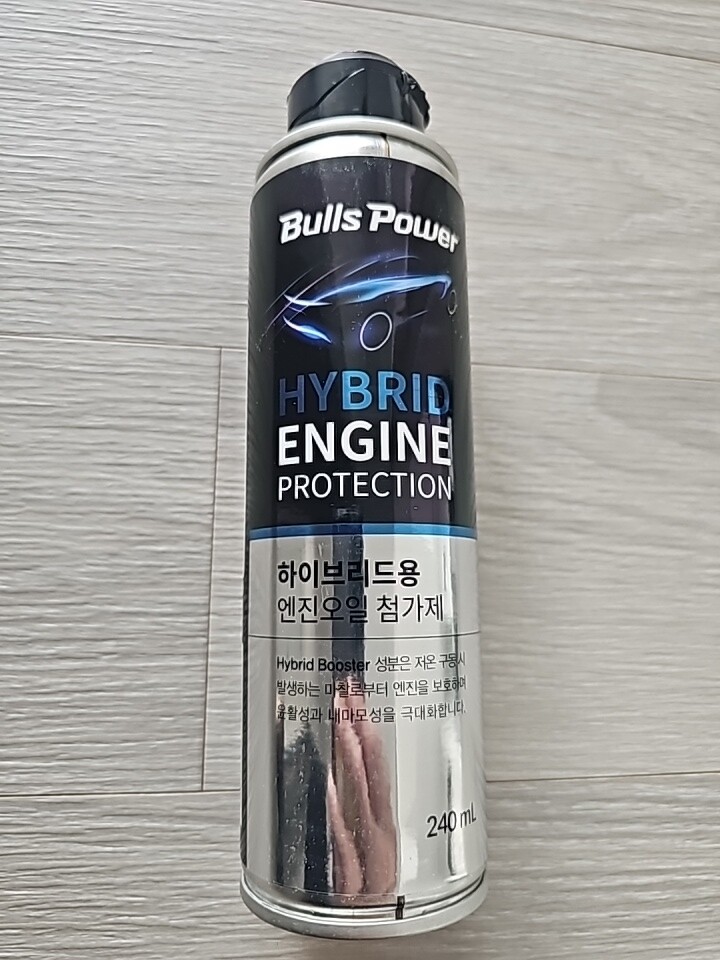 Bulls Power
HYBRID
ENGINE
PROTECTION
하이브리드용
엔진오일 첨가제
Hybrid Booster 성분은 저온 구동 시
발생하는 마찰로부터 엔진을 보호하며
윤활성과 내마모성을 극대화합니다.
240 mL